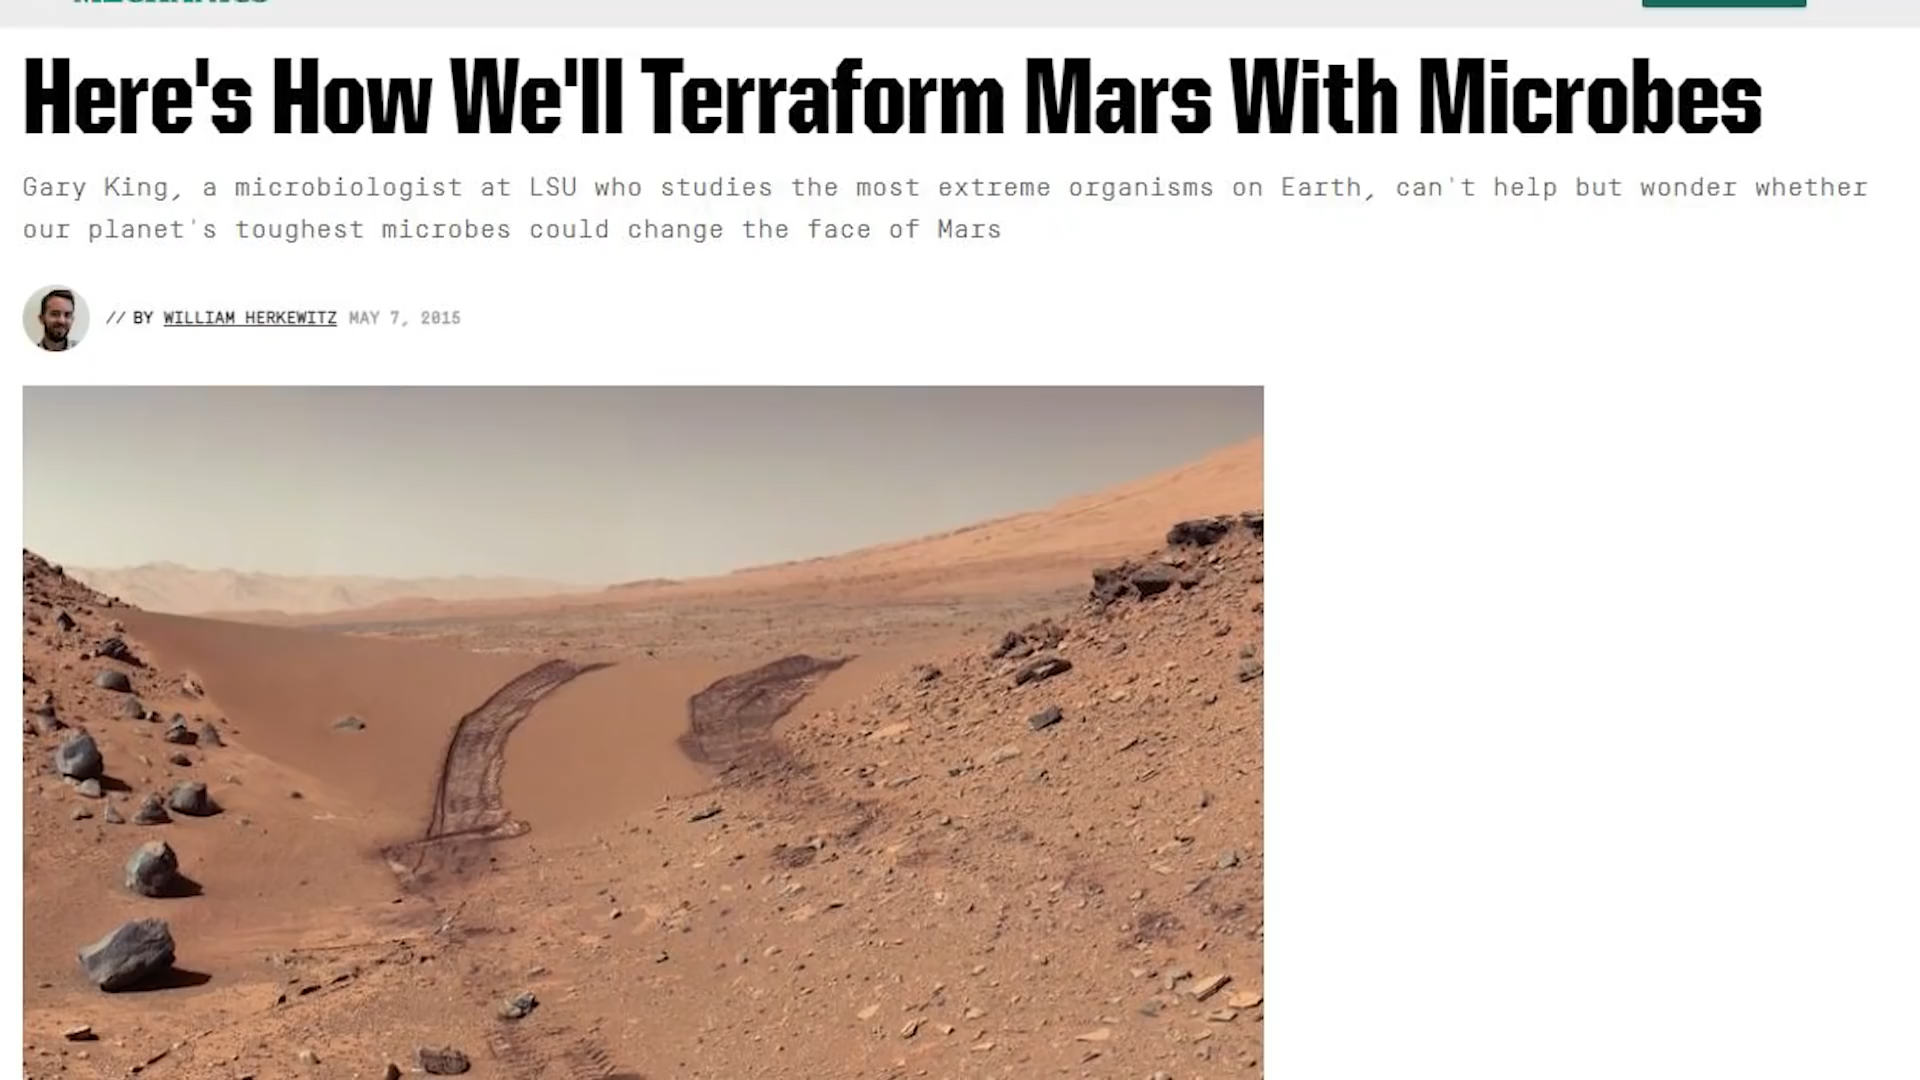 Here's How We'll Terraform Mars With Microbes
Gary King, a microbiologist at LSU who studies the most extreme organisms on Earth, can't help but wonder whether
our planet's toughest microbes could change the face of Mars
// BY WILLIAM HERKEWITZ MAY 7, 2015